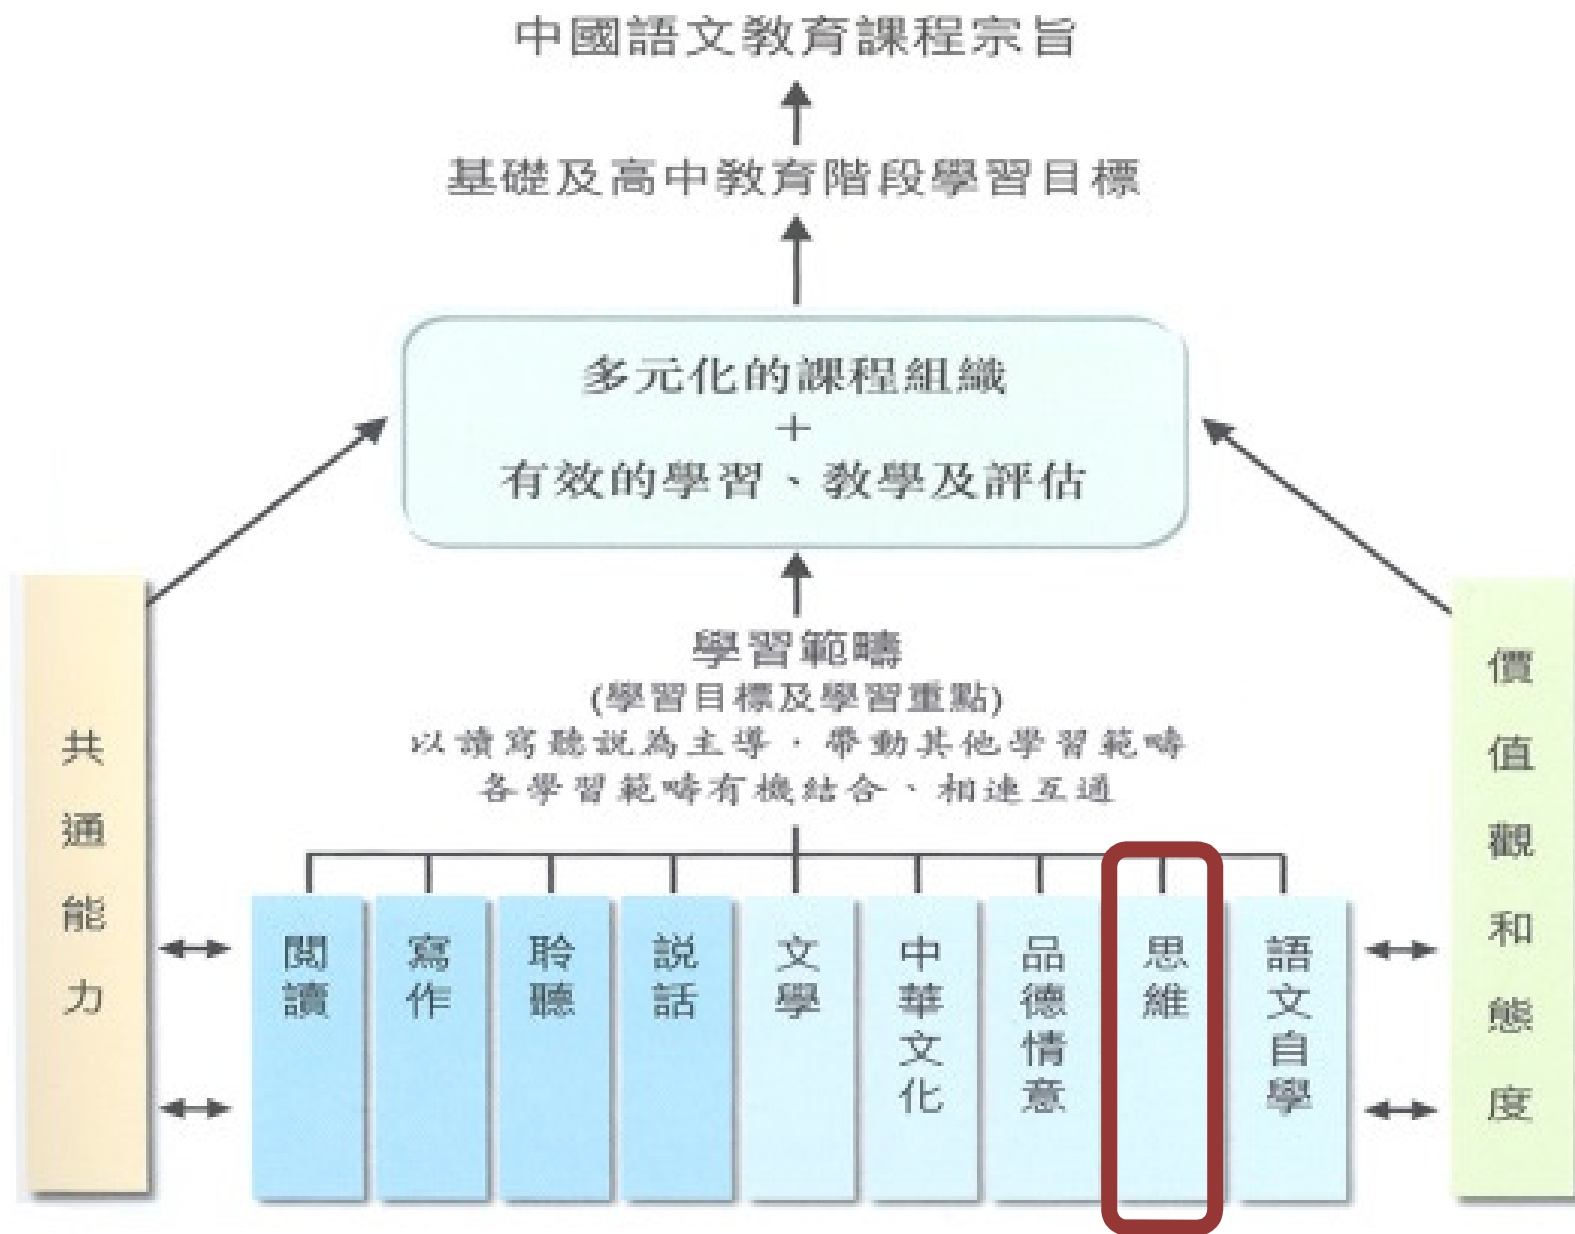 中國語文教育課程宗旨
基礎及高中教育階段學習目標
多元化的課程組織
+
有效的學習、教學及評估
學習範疇
(學習目標及學習重點)
以讀寫聽説為主導，帶動其他學習範疇
各學習範疇有機結合、相連互通
共通能力
閱讀
寫作
聆聽
説話
文學
中華文化
品德情意
思維
語文自學
價值觀和態度